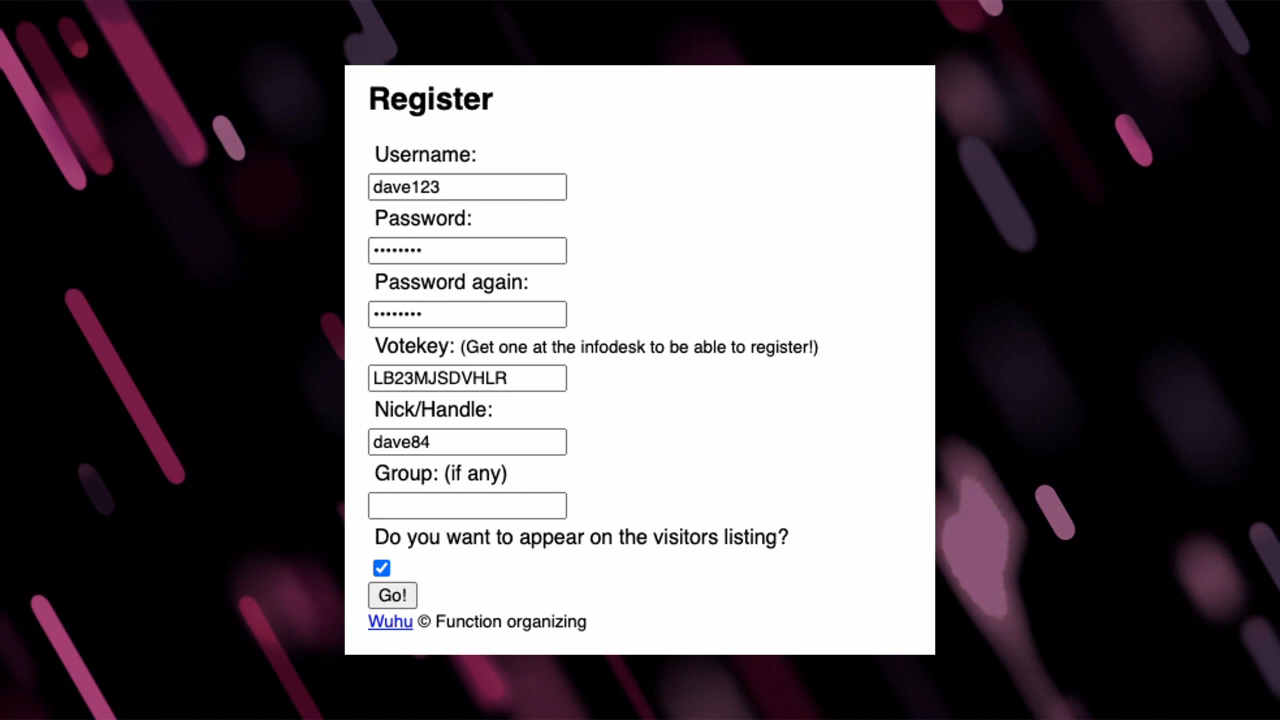 Register
Username:
dave123
Password:
••••••••
Password again:
••••••••
Votekey: (Get one at the infodesk to be able to register!)
LB23MJSDVHLR
Nick/Handle:
dave84
Group: (if any)
Do you want to appear on the visitors listing?
Go!
Wuhu © Function organizing